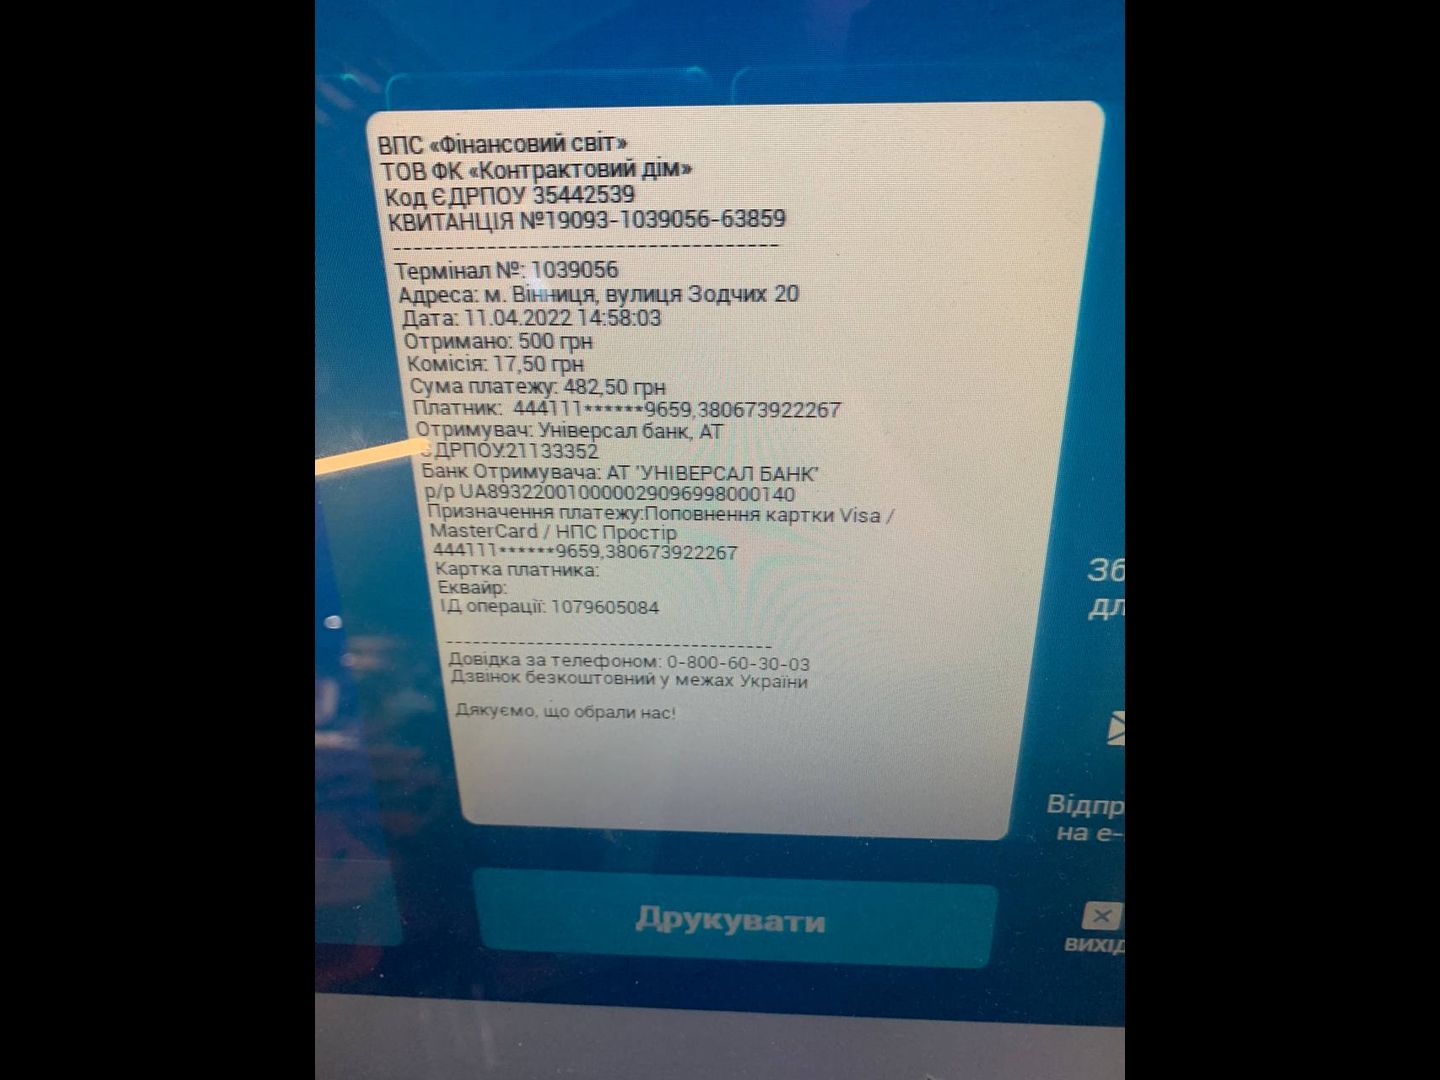 ВПС «Фінансовий світ»
ТОВ ФК «Контрактовий дім»
Код ЄДРПОУ 35442539
КВИТАНЦІЯ №19093-1039056-63859
------------------------------------
Термінал №: 1039056
Адреса: м. Вінниця, вулиця Зодчих 20
Дата: 11.04.2022 14:58:03
Отримано: 500 грн
Комісія: 17,50 грн
Сума платежу: 482,50 грн
Платник: 444111******9659,380673922267
Отримувач: Універсал банк, АТ
ЄДРПОУ:21133352
Банк Отримувача: АТ "УНІВЕРСАЛ БАНК"
р/р UA893220010000029096998000140
Призначення платежу:Поповнення картки Visa /
MasterCard / НПС Простір
444111******9659,380673922267
Картка платника:
Еквайр:
ІД операції: 1079605084
------------------------------------
Довідка за телефоном: 0-800-60-30-03
Дзвінок безкоштовний у межах України
Дякуємо, що обрали нас!
Зб
дл
Відпр
на e-
Друкувати
вихід